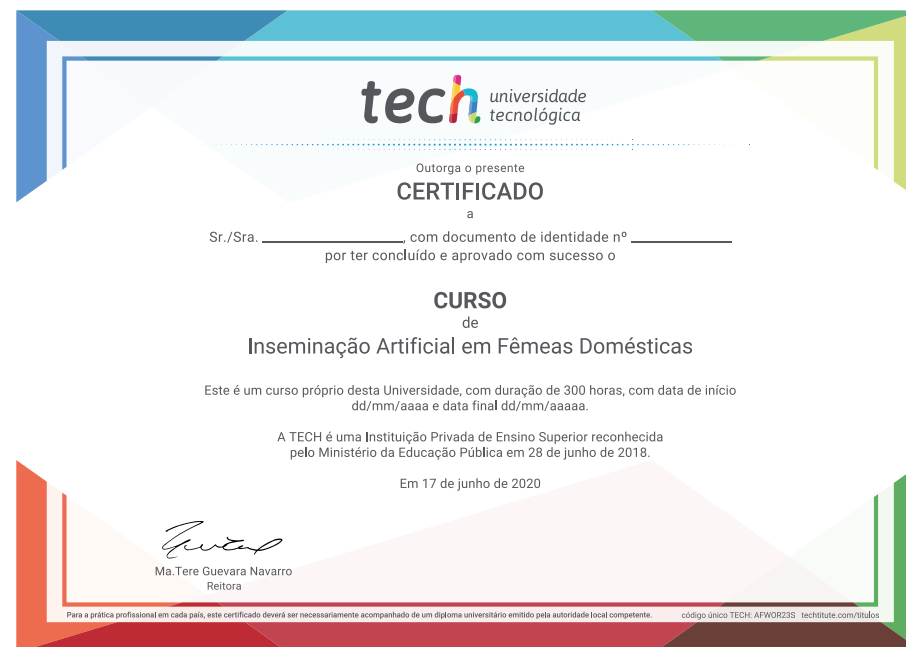 tech universidade
tecnológica
Outorga o presente
CERTIFICADO
a
Sr./Sra. ____________________, com documento de identidade nº ______________
por ter concluído e aprovado com sucesso o
CURSO
de
Inseminação Artificial em Fêmeas Domésticas
Este é um curso próprio desta Universidade, com duração de 300 horas, com data de início
dd/mm/aaaa e data final dd/mm/aaaaa.
A TECH é uma Instituição Privada de Ensino Superior reconhecida
pelo Ministério da Educação Pública em 28 de junho de 2018.
Em 17 de junho de 2020
Ma.Tere Guevara Navarro
Reitora
Para a prática profissional em cada país, este certificado deverá ser necessariamente acompanhado de um diploma universitário emitido pela autoridade local competente. código único TECH: AFWOR23S techtitute.com/titulos